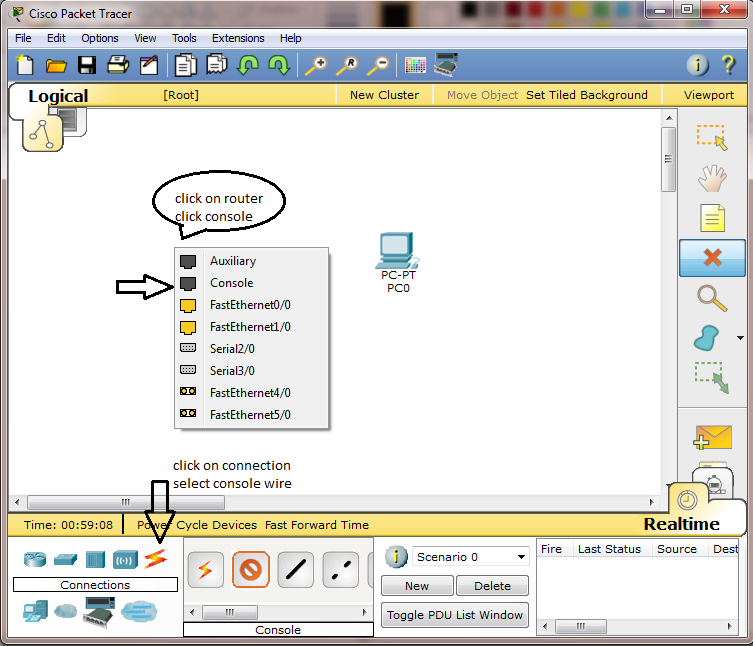 Cisco Packet Tracer
File Edit Options View Tools Extensions Help
Logical [Root] New Cluster Move Object Set Tiled Background Viewport
click on router
click console
Auxiliary
Console
FastEthernet0/0
FastEthernet1/0
Serial2/0
Serial3/0
FastEthernet4/0
FastEthernet5/0
PC-PT
PC0
click on connection
select console wire
Realtime
Time: 00:59:08 Power Cycle Devices Fast Forward Time
Connections
Console
Scenario 0
New Delete
Toggle PDU List Window
Fire Last Status Source Dest